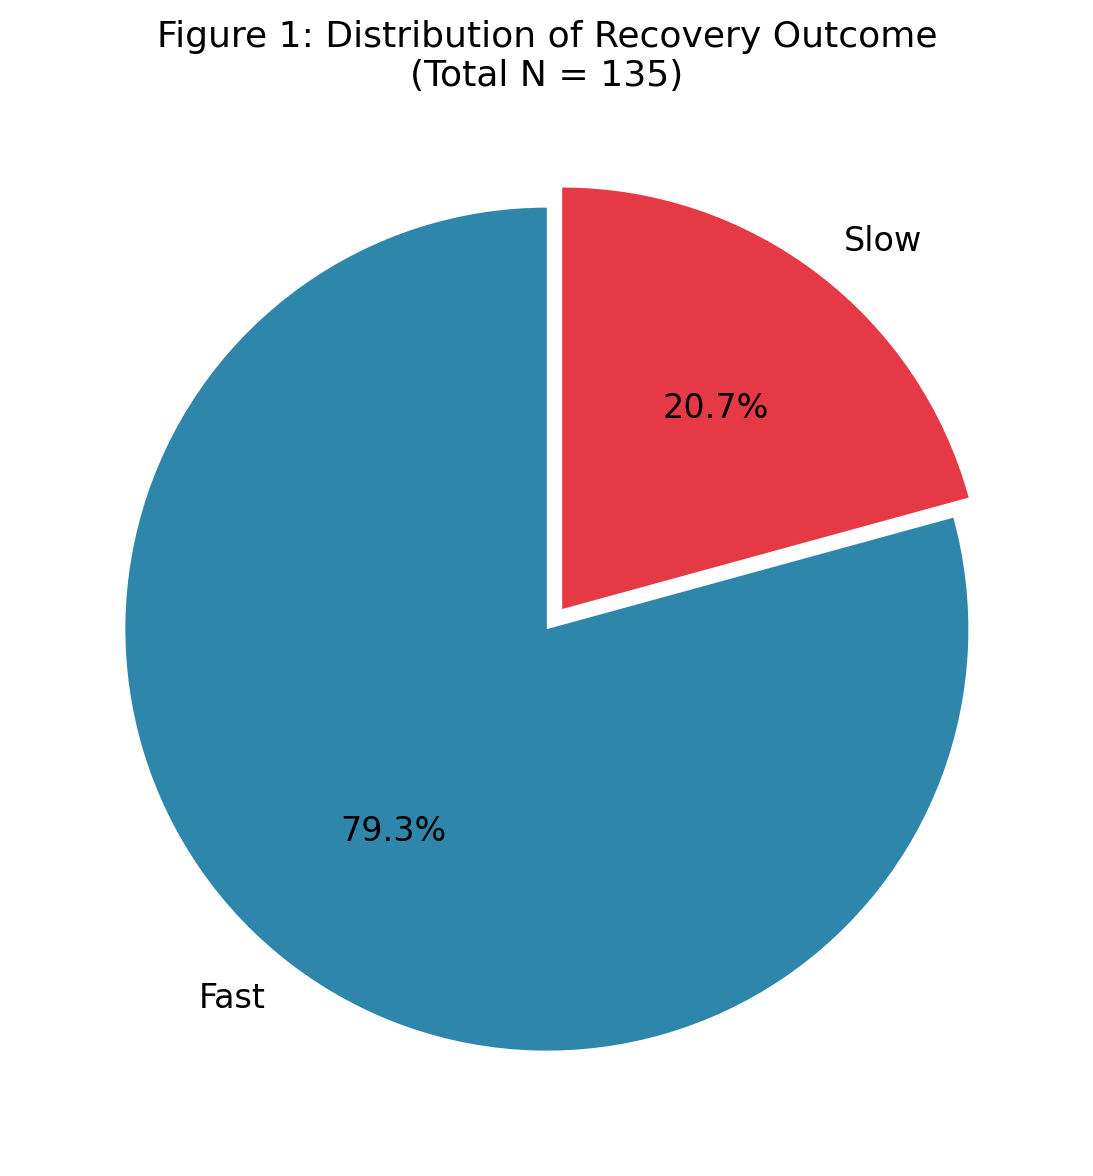 Figure 1: Distribution of Recovery Outcome
(Total N = 135)
Slow
20.7%
79.3%
Fast